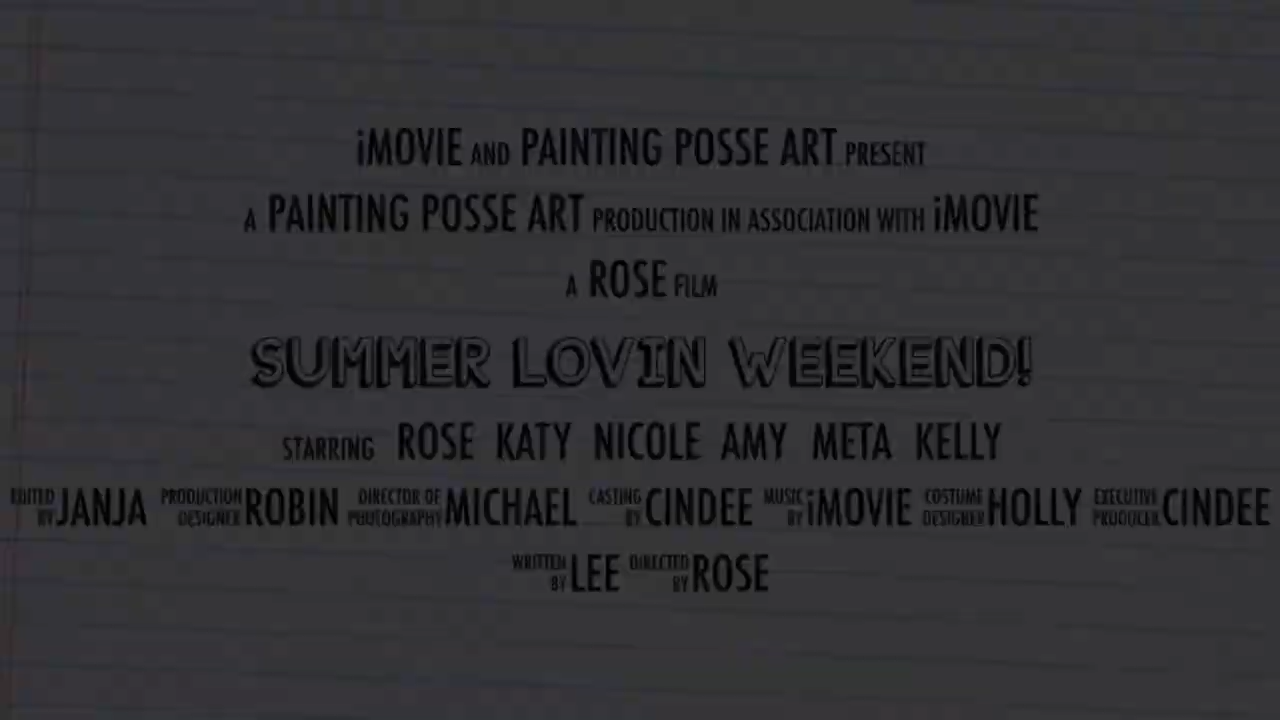 iMOVIE AND PAINTING POSSE ART PRESENT
A PAINTING POSSE ART PRODUCTION IN ASSOCIATION WITH iMOVIE
A ROSE FILM
SUMMER LOVIN WEEKEND!
STARRING ROSE KATY NICOLE AMY META KELLY
EDITED BY JANJA PRODUCTION DESIGNER ROBIN DIRECTOR OF PHOTOGRAPHY MICHAEL CASTING BY CINDEE MUSIC BY iMOVIE COSTUME DESIGNER HOLLY EXECUTIVE PRODUCER CINDEE
WRITTEN BY LEE DIRECTED BY ROSE